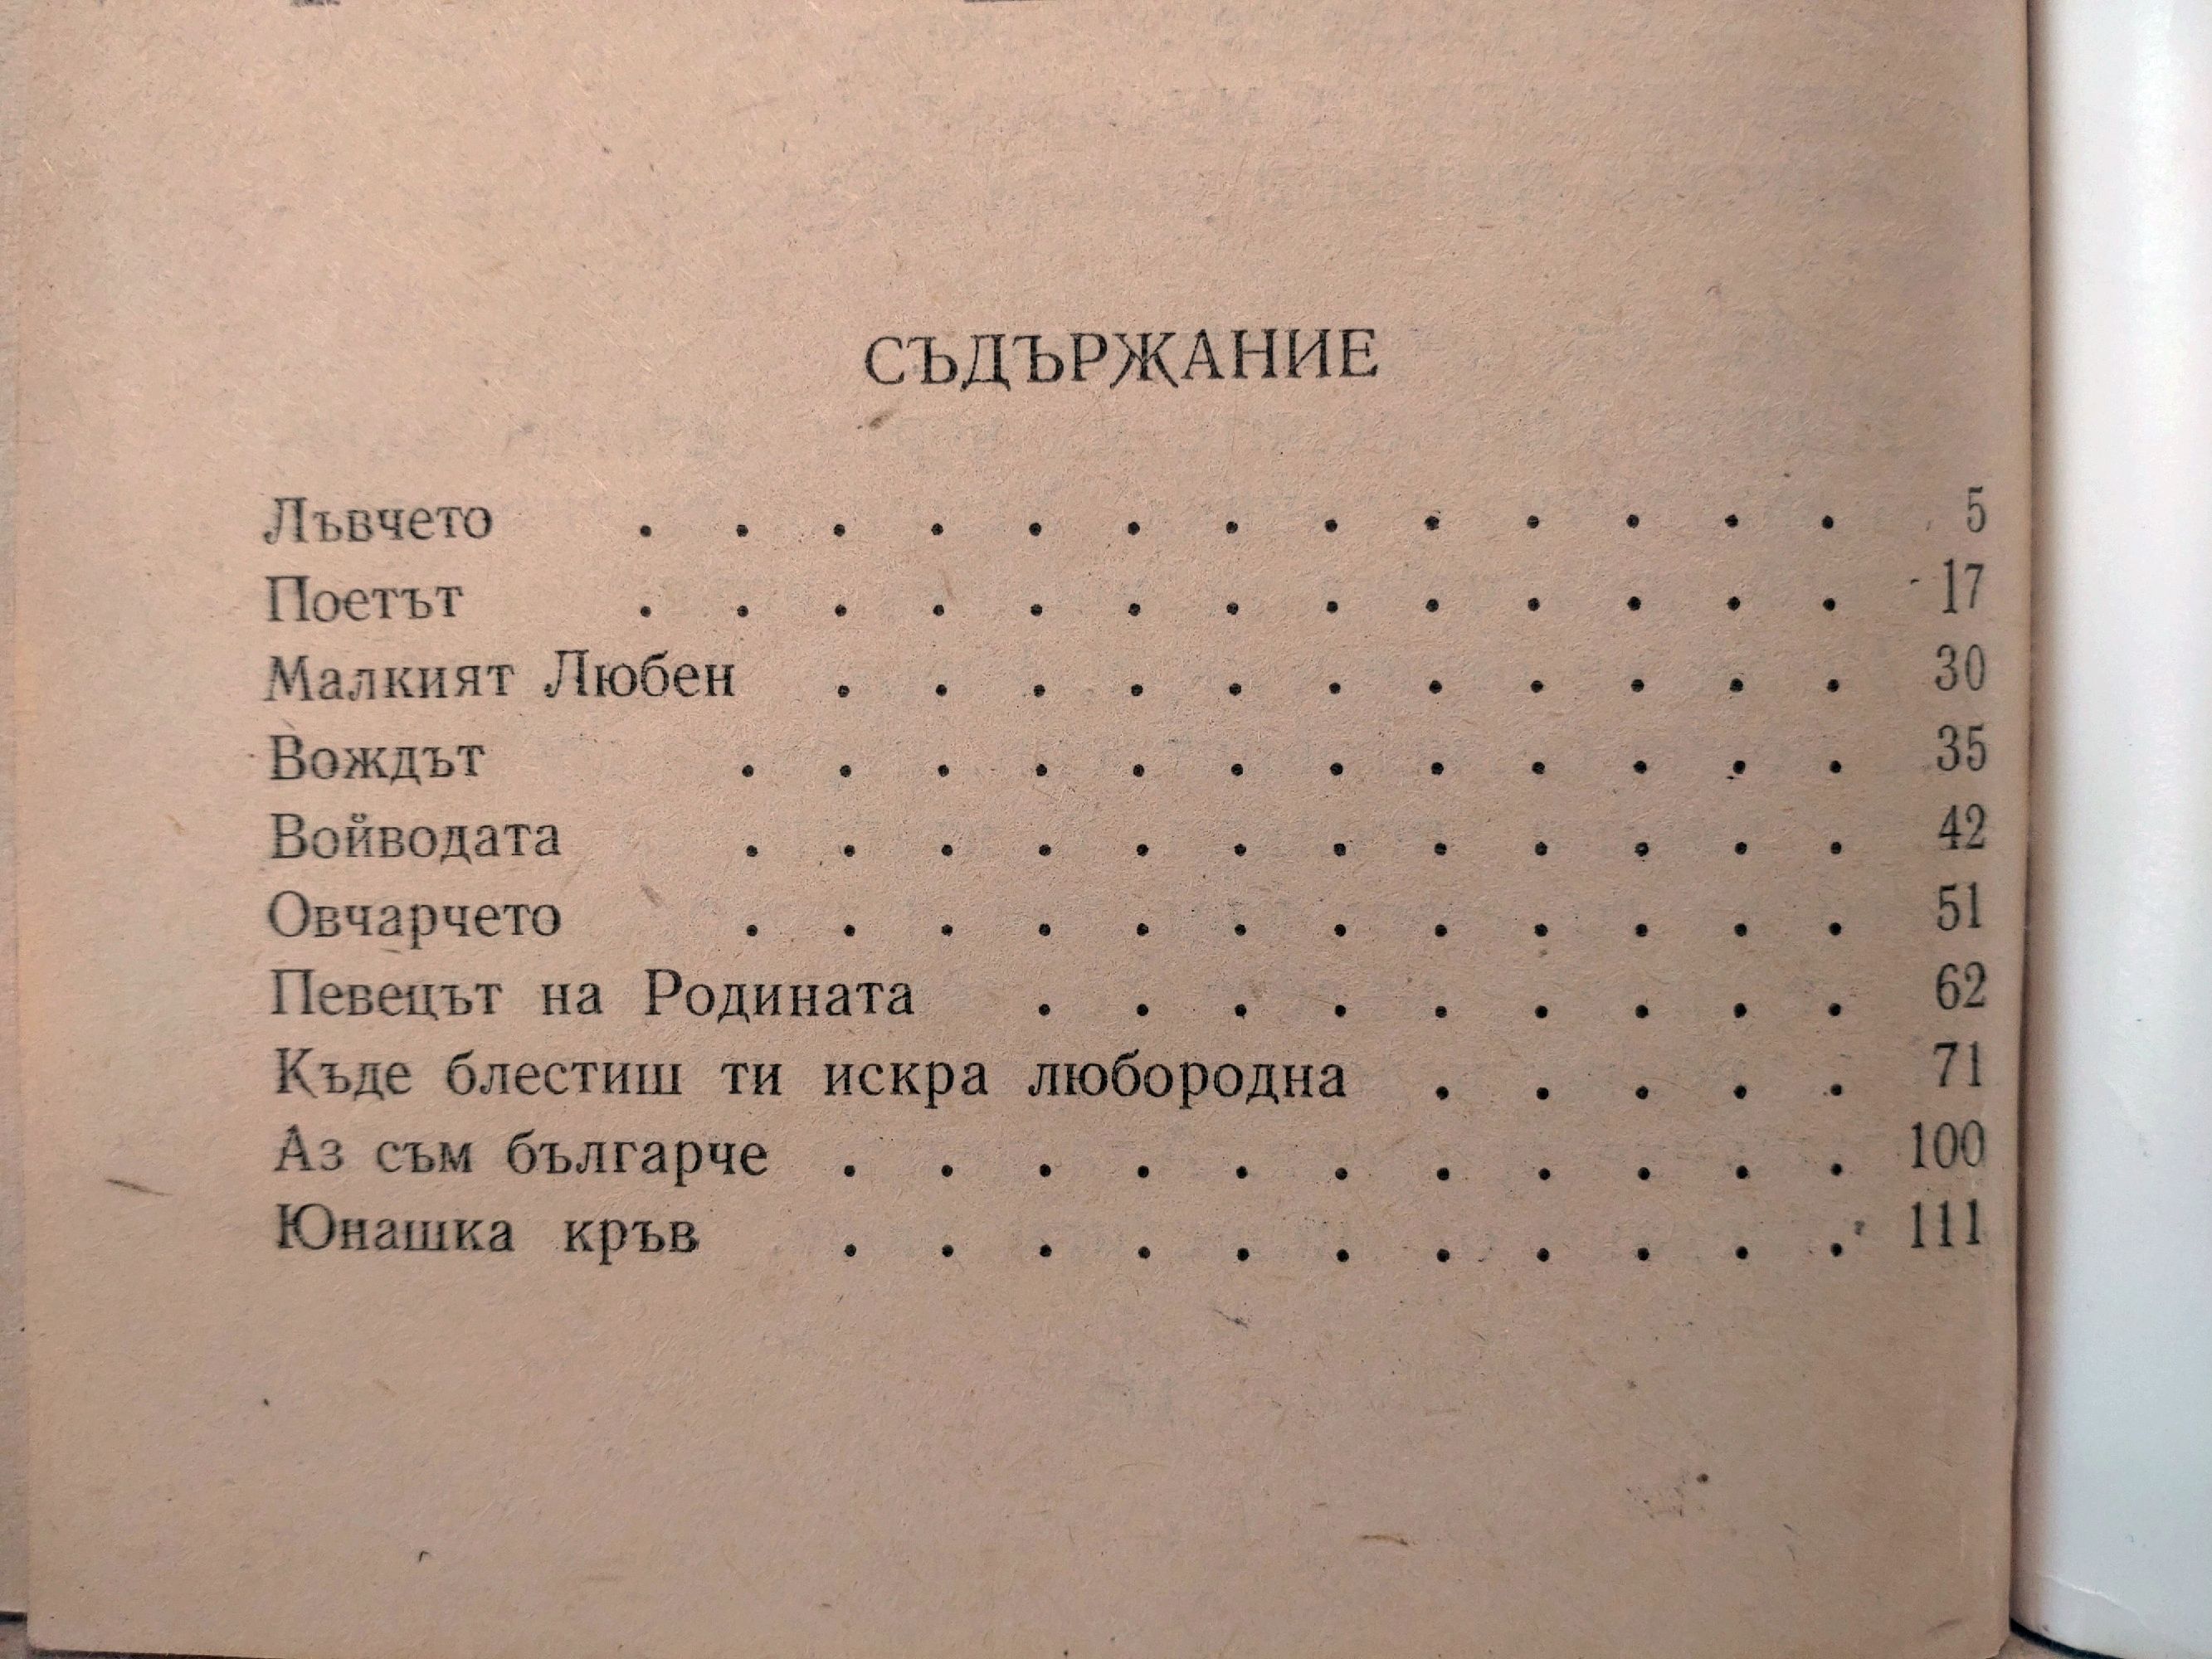 СЪДЪРЖАНИЕ
Лъвчето . . . . . . . . . . . . . 5
Поетът . . . . . . . . . . . . . 17
Малкият Любен . . . . . . . . . . . 30
Вождът . . . . . . . . . . . . 35
Войводата . . . . . . . . . . . . 42
Овчарчето . . . . . . . . . . . . 51
Певецът на Родината . . . . . . . . . 62
Къде блестиш ти искра любородна . . . . . 71
Аз съм българче . . . . . . . . . . . 100
Юнашка кръв . . . . . . . . . . . 111